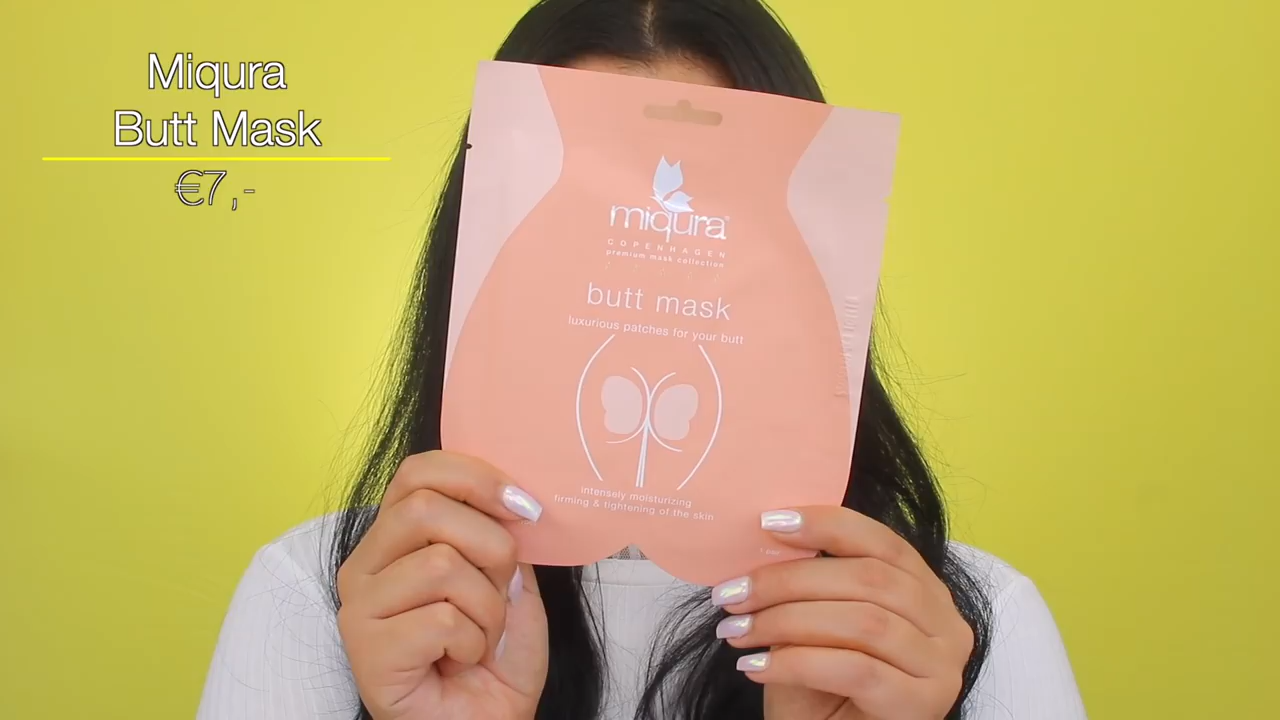 Miqura
Butt Mask
€7,-
miqura
COPENHAGEN
premium mask collection
butt mask
luxurious patches for your butt
intensely moisturizing
firming & tightening of the skin